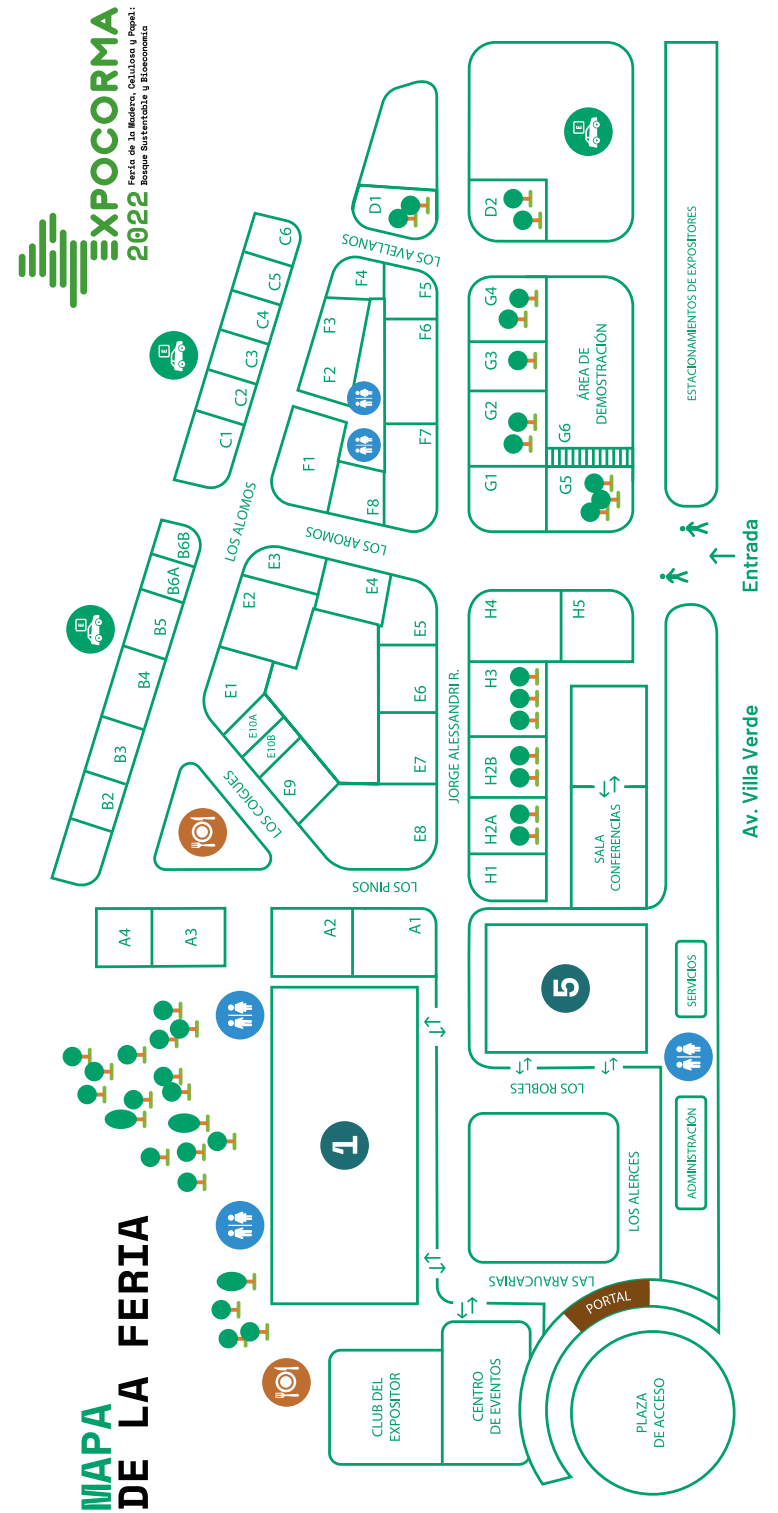 MAPA
DE LA FERIA
EXPOCORMA
2022 Feria de la Madera, Celulosa y Papel:
Bosque Sustentable y Bioeconomía
E
E
E
A4
A3
A2
A1
B2
B3
B4
B5
B6A
B6B
C1
C2
C3
C4
C5
C6
LOS ALOMOS
LOS COIGUES
LOS PINOS
LOS AROMOS
LOS AVELLANOS
D1
D2
E1
E2
E3
E4
E5
E6
E7
E8
E9
E10A
E10B
F1
F2
F3
F4
F5
F6
F7
F8
JORGE ALESSANDRI R.
G1
G2
G3
G4
G5
G6
ÁREA DE
DEMOSTRACIÓN
H1
H2A
H2B
H3
H4
H5
SALA
CONFERENCIAS
1
5
LOS ROBLES
LOS ALERCES
LAS ARAUCARIAS
CLUB DEL
EXPOSITOR
CENTRO
DE EVENTOS
PORTAL
PLAZA
DE ACCESO
ADMINISTRACIÓN
SERVICIOS
ESTACIONAMIENTOS DE EXPOSITORES
Av. Villa Verde
Entrada